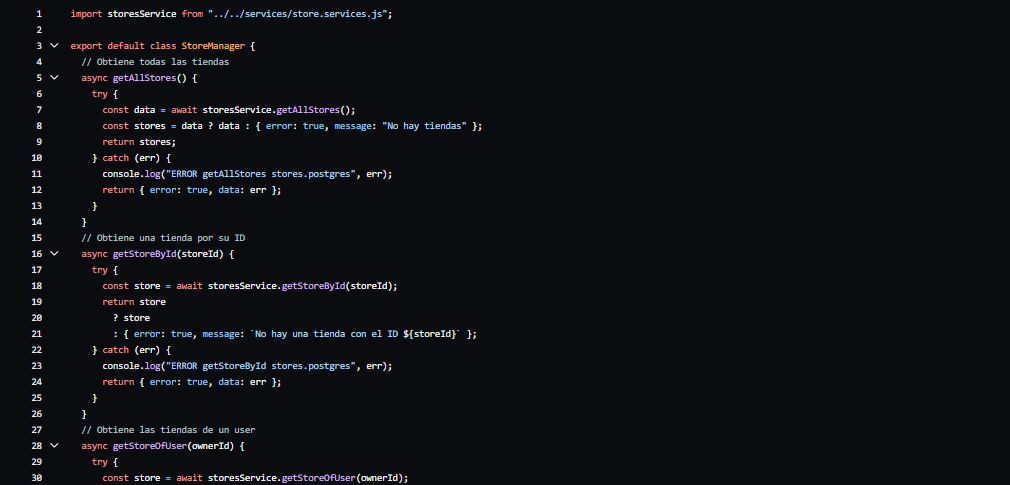 1 import storesService from "../../services/store.services.js";
2
3 export default class StoreManager {
4 // Obtiene todas las tiendas
5 async getAllStores() {
6 try {
7 const data = await storesService.getAllStores();
8 const stores = data ? data : { error: true, message: "No hay tiendas" };
9 return stores;
10 } catch (err) {
11 console.log("ERROR getAllStores stores.postgres", err);
12 return { error: true, data: err };
13 }
14 }
15 // Obtiene una tienda por su ID
16 async getStoreById(storeId) {
17 try {
18 const store = await storesService.getStoreById(storeId);
19 return store
20 ? store
21 : { error: true, message: `No hay una tienda con el ID ${storeId}` };
22 } catch (err) {
23 console.log("ERROR getStoreById stores.postgres", err);
24 return { error: true, data: err };
25 }
26 }
27 // Obtiene las tiendas de un user
28 async getStoreOfUser(ownerId) {
29 try {
30 const store = await storesService.getStoreOfUser(ownerId);